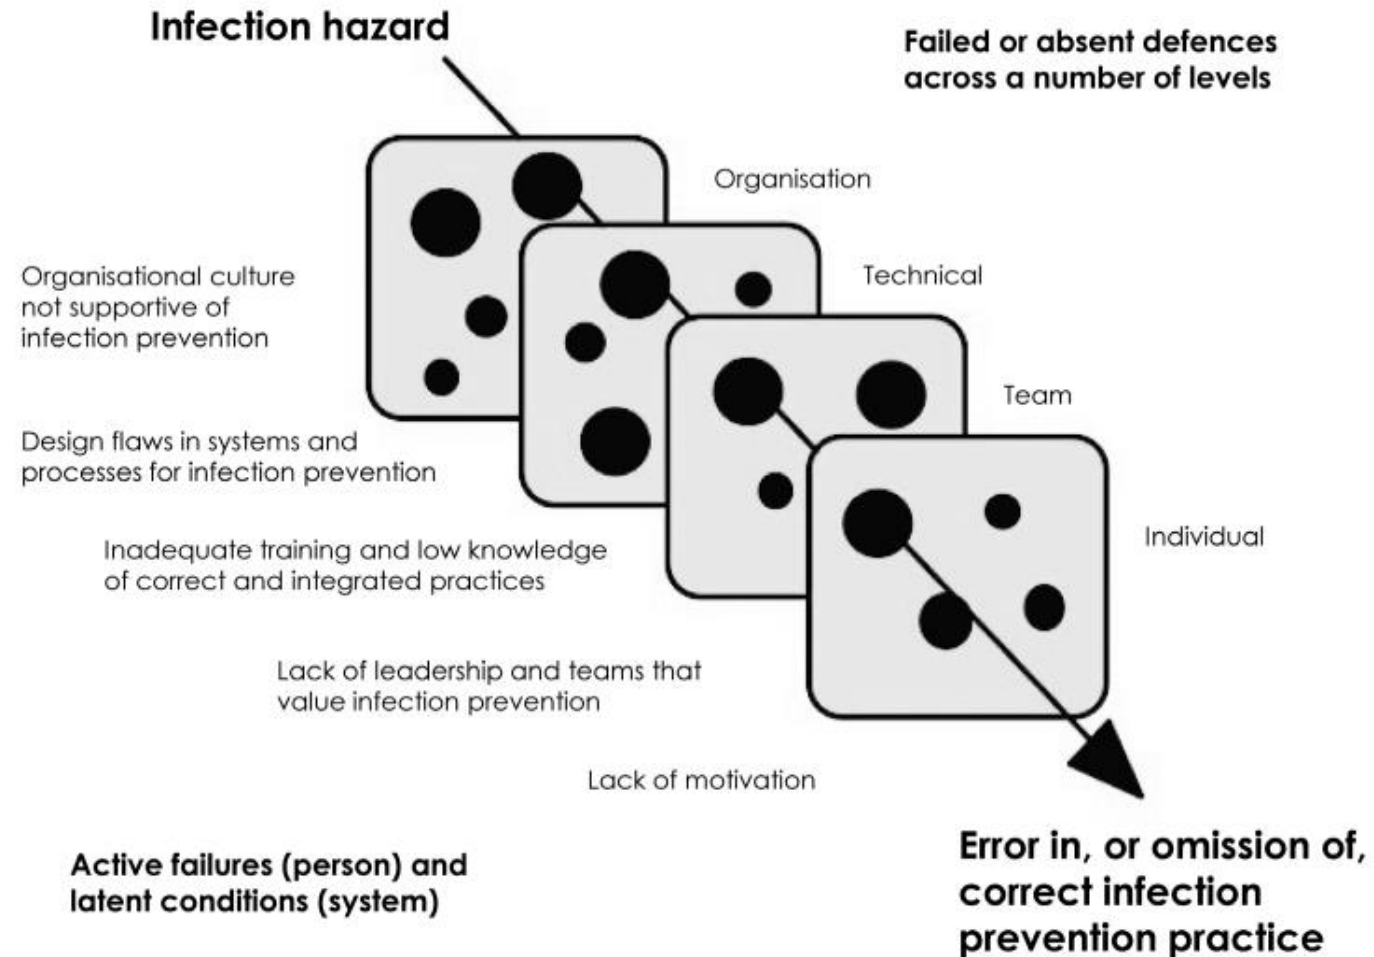 Infection hazard
Failed or absent defences
across a number of levels
Organisation
Organisational culture
not supportive of
infection prevention
Technical
Team
Design flaws in systems and
processes for infection prevention
Individual
Inadequate training and low knowledge
of correct and integrated practices
Lack of leadership and teams that
value infection prevention
Lack of motivation
Active failures (person) and
latent conditions (system)
Error in, or omission of,
correct infection
prevention practice